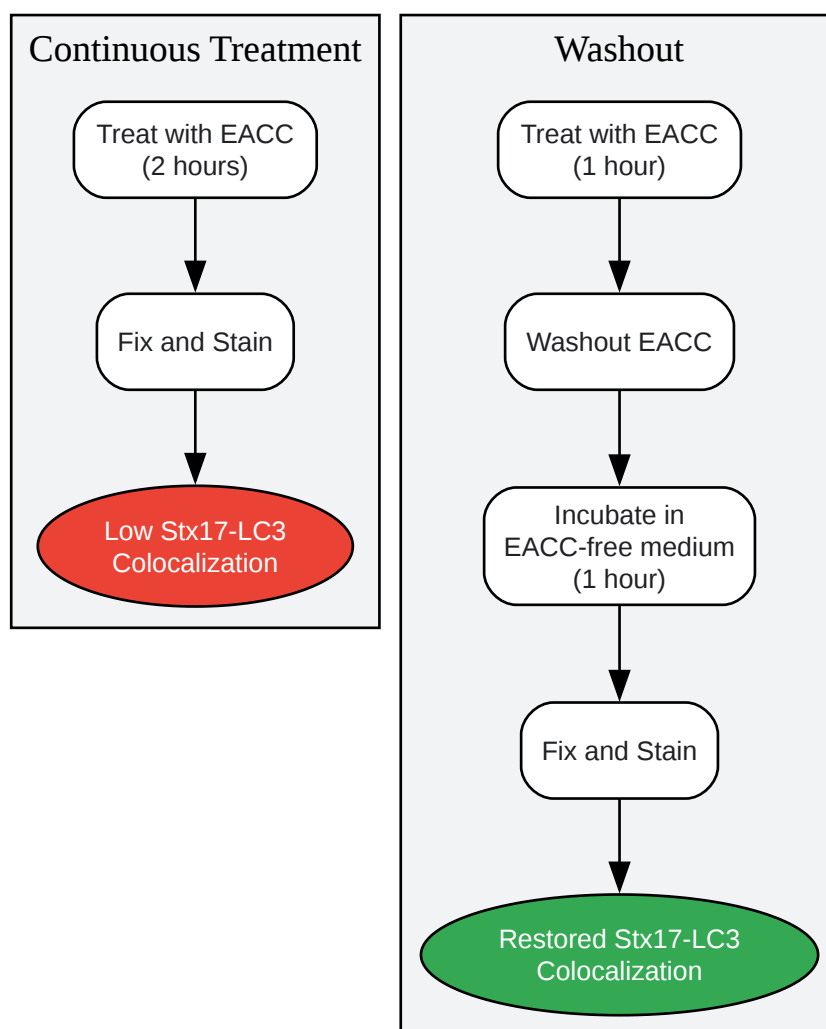 Continuous Treatment
Treat with EACC
(2 hours)
Fix and Stain
Low Stx17-LC3
Colocalization
Washout
Treat with EACC
(1 hour)
Washout EACC
Incubate in
EACC-free medium
(1 hour)
Fix and Stain
Restored Stx17-LC3
Colocalization